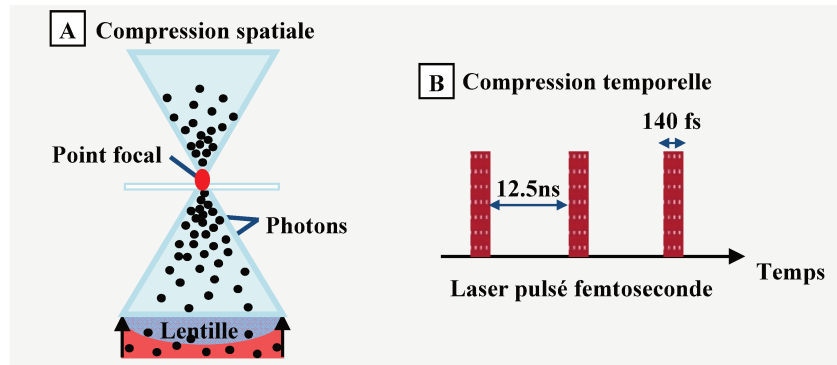 A Compression spatiale
Point focal
Photons
Lentille
B Compression temporelle
140 fs
12.5ns
Temps
Laser pulsé femtoseconde